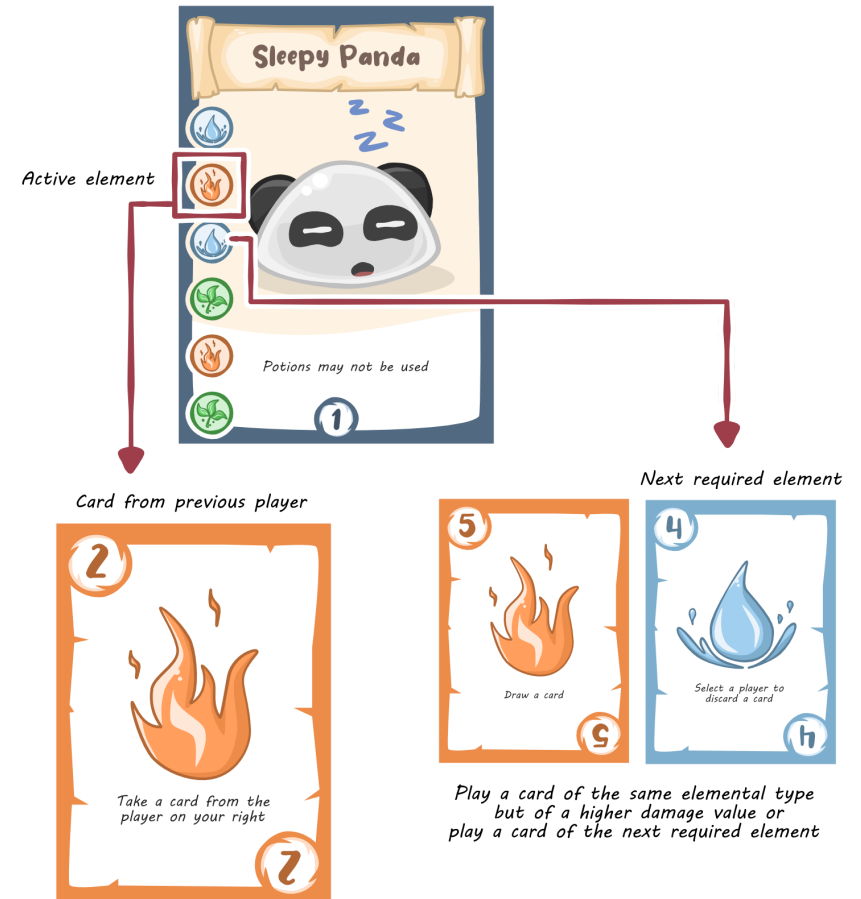 Sleepy Panda
z
z
z
Active element
Potions may not be used
1
Next required element
Card from previous player
2
Take a card from the
player on your right
2
5
Draw a card
5
4
Select a player to
discard a card
4
Play a card of the same elemental type
but of a higher damage value or
play a card of the next required element